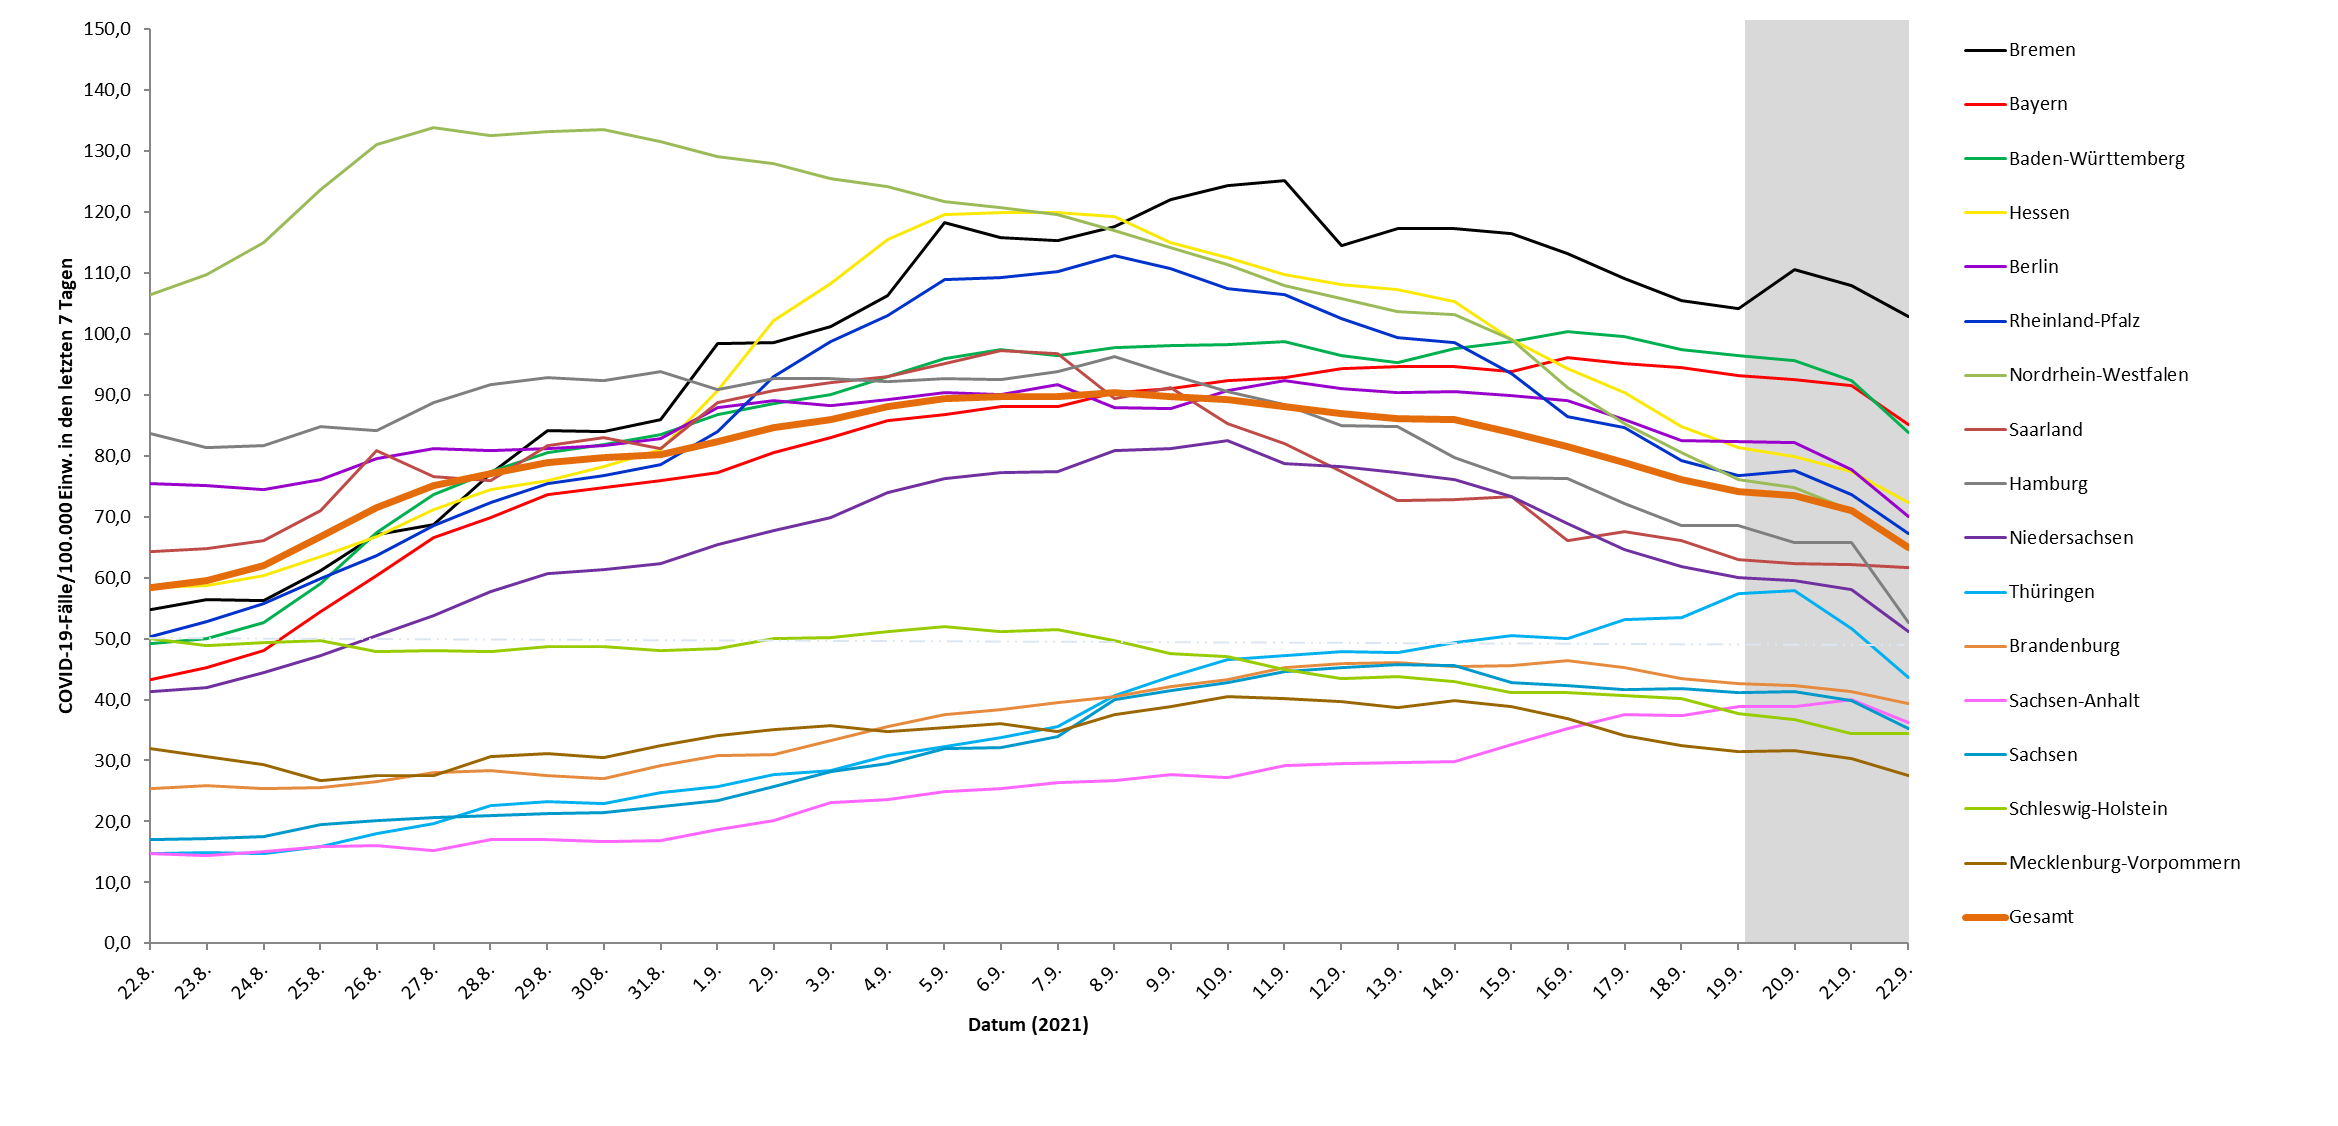 150,0
140,0
130,0
120,0
110,0
100,0
90,0
80,0
70,0
60,0
50,0
40,0
30,0
20,0
10,0
0,0
COVID-19-Fälle/100.000 Einw. in den letzten 7 Tagen
22.8.
23.8.
24.8.
25.8.
26.8.
27.8.
28.8.
29.8.
30.8.
31.8.
1.9.
2.9.
3.9.
4.9.
5.9.
6.9.
7.9.
8.9.
9.9.
10.9.
11.9.
12.9.
13.9.
14.9.
15.9.
16.9.
17.9.
18.9.
19.9.
20.9.
21.9.
22.9.
Datum (2021)
Bremen
Bayern
Baden-Württemberg
Hessen
Berlin
Rheinland-Pfalz
Nordrhein-Westfalen
Saarland
Hamburg
Niedersachsen
Thüringen
Brandenburg
Sachsen-Anhalt
Sachsen
Schleswig-Holstein
Mecklenburg-Vorpommern
Gesamt